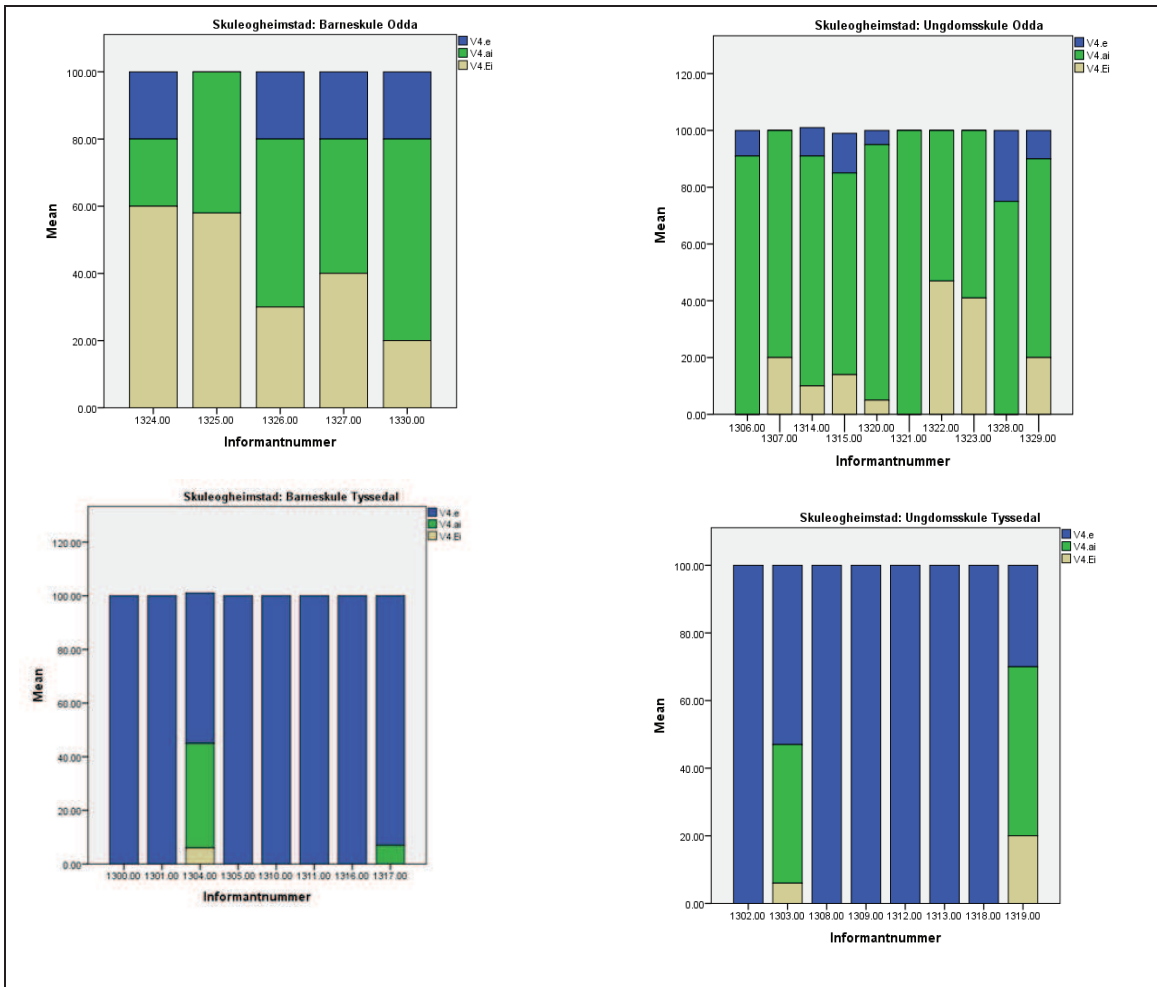 Skuleogheimstad: Barneskule Odda
V4.e
V4.ai
V4.Ei
100.00
80.00
60.00
40.00
20.00
0.00
Mean
1324.00 1325.00 1326.00 1327.00 1330.00
Informantnummer
Skuleogheimstad: Ungdomsskule Odda
V4.e
V4.ai
V4.Ei
120.00
100.00
80.00
60.00
40.00
20.00
0.00
Mean
1306.00 1314.00 1320.00 1322.00 1328.00
1307.00 1315.00 1321.00 1323.00 1329.00
Informantnummer
Skuleogheimstad: Barneskule Tyssedal
V4.e
V4.ai
V4.Ei
120.00
100.00
80.00
60.00
40.00
20.00
0.00
Mean
1300.00 1301.00 1304.00 1305.00 1310.00 1311.00 1316.00 1317.00
Informantnummer
Skuleogheimstad: Ungdomsskule Tyssedal
V4.e
V4.ai
V4.Ei
100.00
80.00
60.00
40.00
20.00
0.00
Mean
1302.00 1303.00 1308.00 1309.00 1312.00 1313.00 1318.00 1319.00
Informantnummer